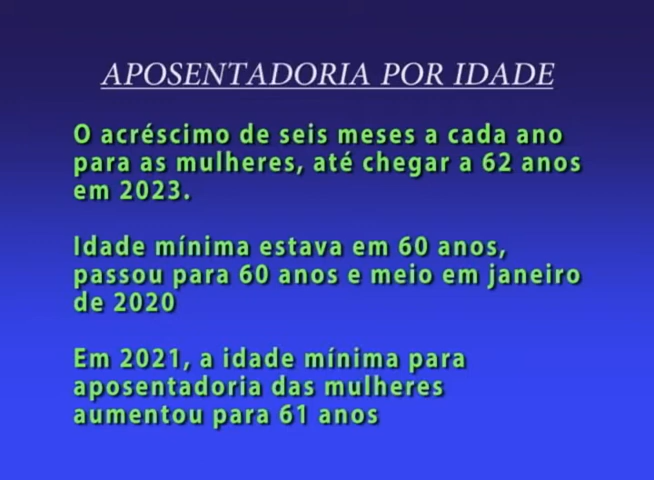 APOSENTADORIA POR IDADE
O acréscimo de seis meses a cada ano
para as mulheres, até chegar a 62 anos
em 2023.
Idade mínima estava em 60 anos,
passou para 60 anos e meio em janeiro
de 2020
Em 2021, a idade mínima para
aposentadoria das mulheres
aumentou para 61 anos